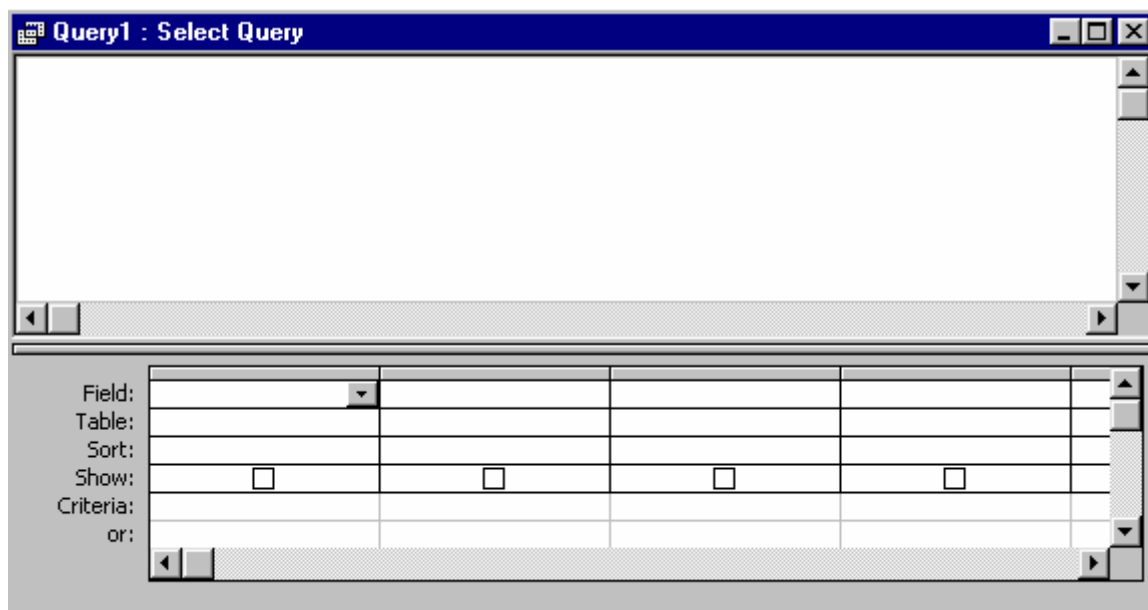 Query1 : Select Query
Field:
Table:
Sort:
Show:
Criteria:
or: